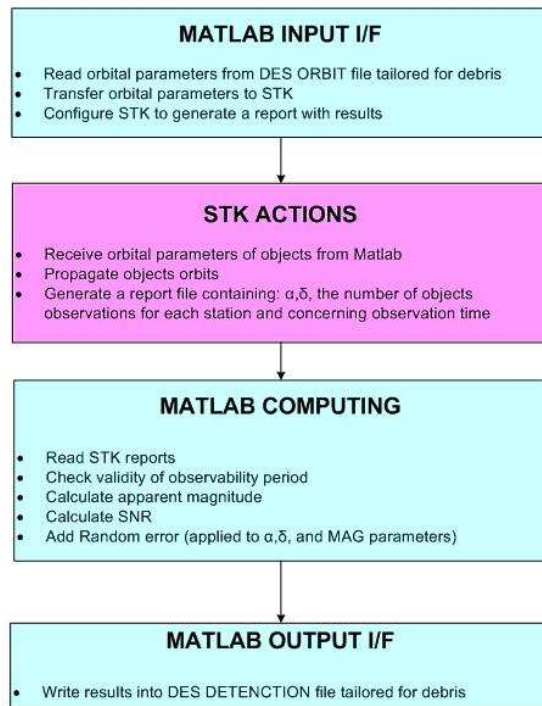 MATLAB INPUT I/F
• Read orbital parameters from DES ORBIT file tailored for debris
• Transfer orbital parameters to STK
• Configure STK to generate a report with results
STK ACTIONS
• Receive orbital parameters of objects from Matlab
• Propagate objects orbits
• Generate a report file containing: α,δ, the number of objects
observations for each station and concerning observation time
MATLAB COMPUTING
• Read STK reports
• Check validity of observability period
• Calculate apparent magnitude
• Calculate SNR
• Add Random error (applied to α,δ, and MAG parameters)
MATLAB OUTPUT I/F
• Write results into DES DETENCTION file tailored for debris